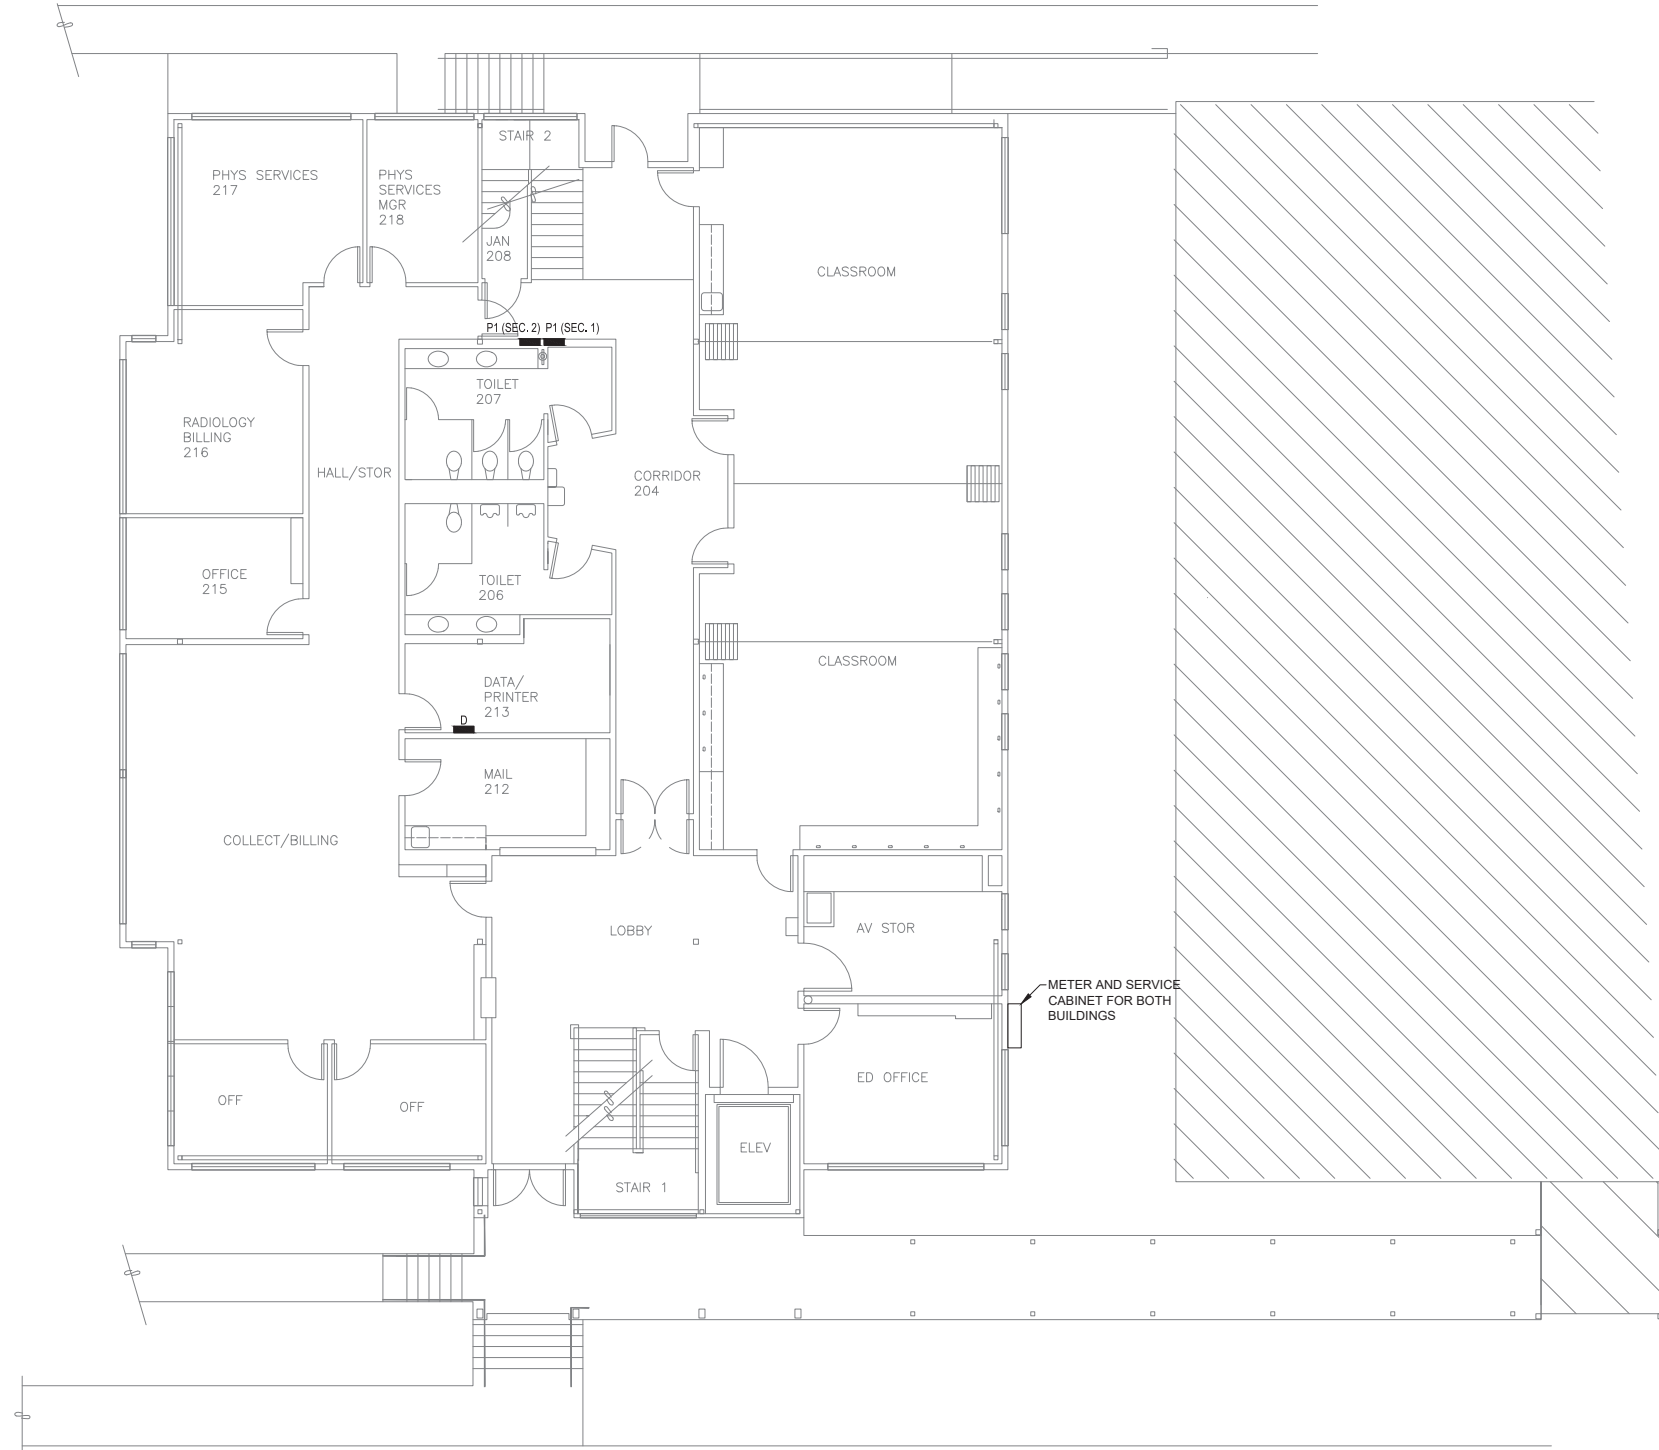 STAIR 2
PHYS SERVICES
217
PHYS
SERVICES
MGR
218
JAN
208
CLASSROOM
P1 (SEC. 2) P1 (SEC. 1)
TOILET
207
RADIOLOGY
BILLING
216
HALL/STOR
CORRIDOR
204
OFFICE
215
TOILET
206
CLASSROOM
DATA/
PRINTER
213
D
MAIL
212
COLLECT/BILLING
LOBBY
AV STOR
METER AND SERVICE
CABINET FOR BOTH
BUILDINGS
ED OFFICE
OFF
OFF
ELEV
STAIR 1